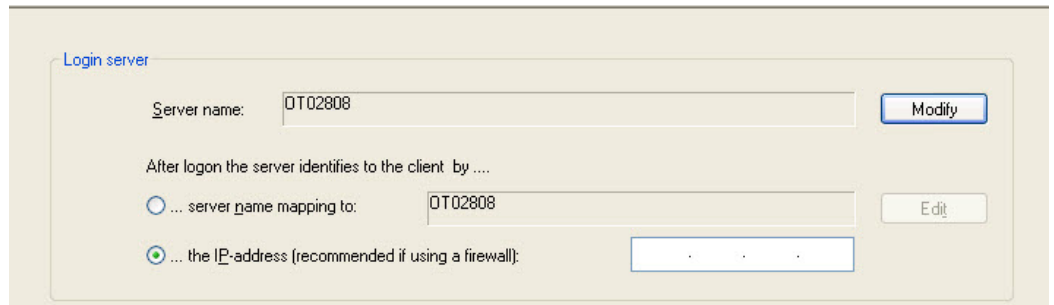 Login server
Server name: OT02808 Modify
After logon the server identifies to the client by ....
... server name mapping to: OT02808 Edit
... the IP-address (recommended if using a firewall): . . .